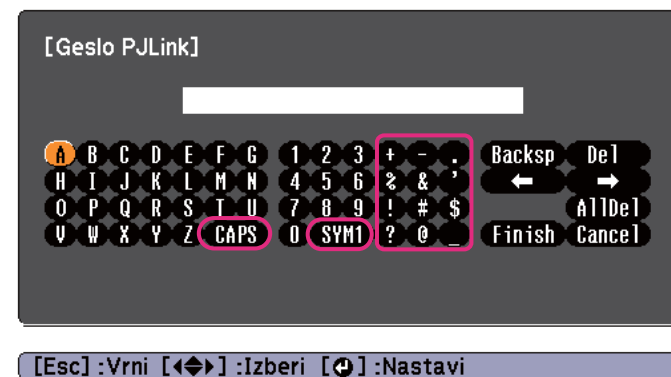 [Geslo PJLink]
A B C D E F G 1 2 3 + - . Backsp Del
H I J K L M N 4 5 6 % & ' ← →
O P Q R S T U 7 8 9 ! # $ AllDel
V W X Y Z CAPS 0 SYM1 ? @ _ Finish Cancel
[Esc] :Vrni [◀◆▶] :Izberi [↵] :Nastavi